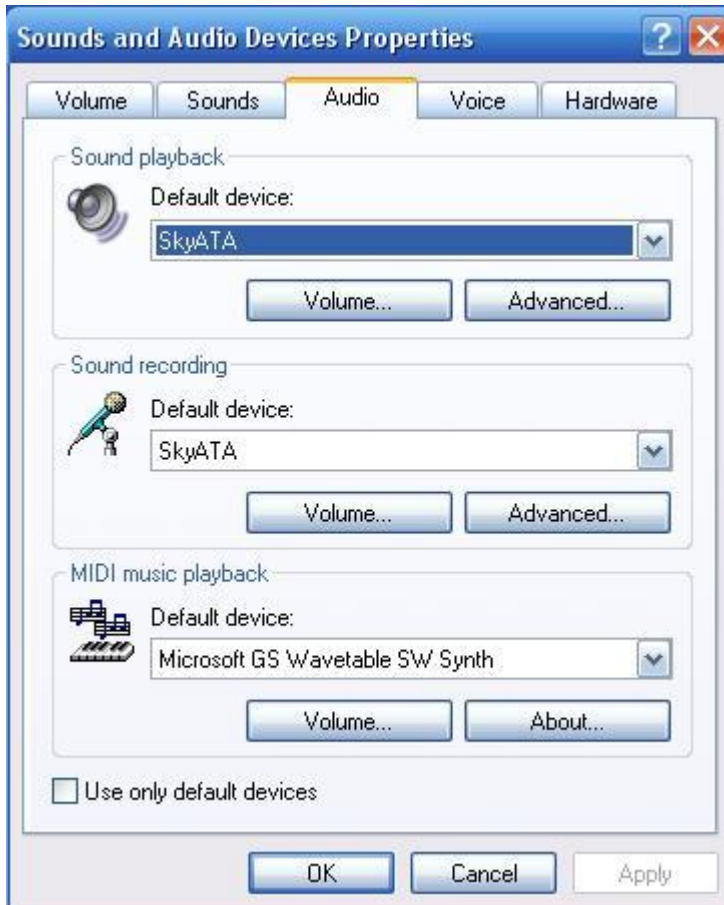 Sounds and Audio Devices Properties
Volume Sounds Audio Voice Hardware
Sound playback
Default device:
SkyATA
Volume... Advanced...
Sound recording
Default device:
SkyATA
Volume... Advanced...
MIDI music playback
Default device:
Microsoft GS Wavetable SW Synth
Volume... About...
Use only default devices
OK Cancel Apply